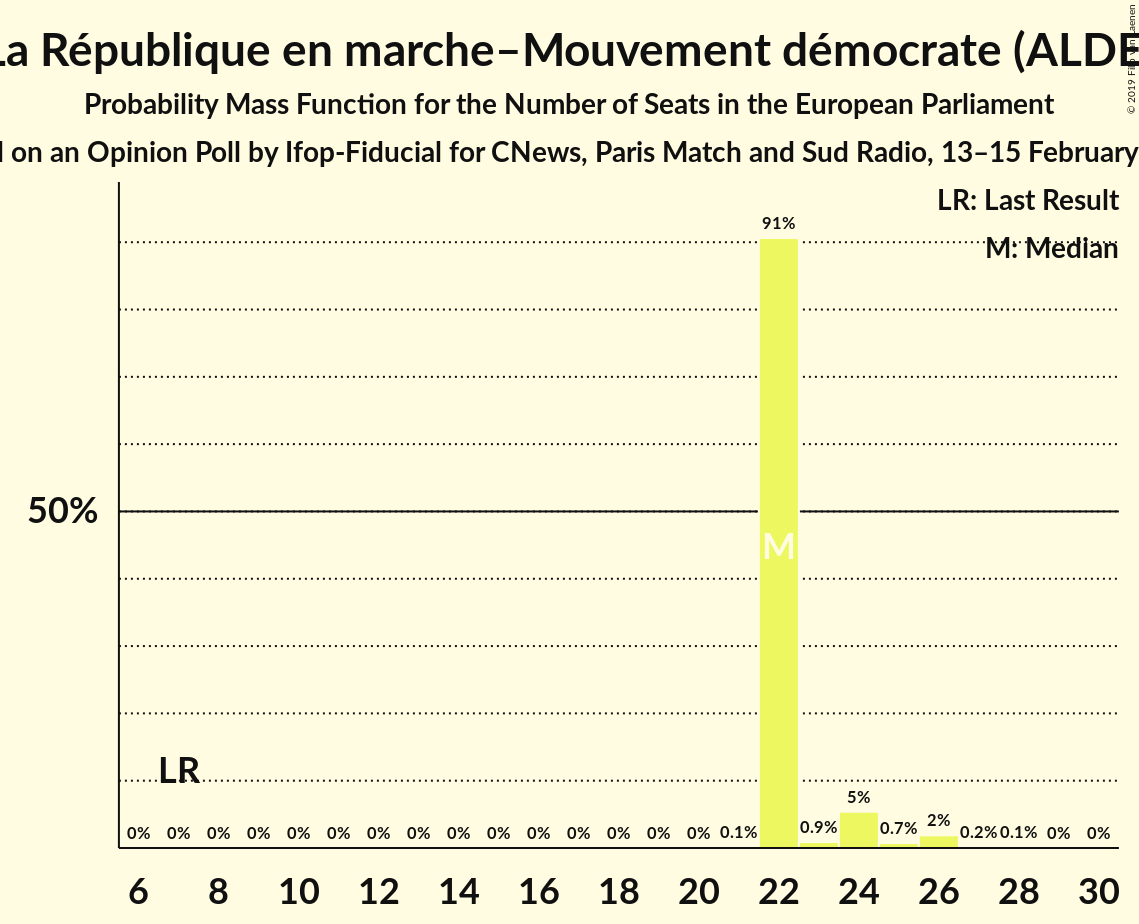 La République en marche–Mouvement démocrate (ALDE
Probability Mass Function for the Number of Seats in the European Parliament
on an Opinion Poll by Ifop-Fiducial for CNews, Paris Match and Sud Radio, 13–15 February
© 2019
LR: Last Result
M: Median
91%
50%
M
LR
0% 0% 0% 0% 0% 0% 0% 0% 0% 0% 0% 0% 0% 0% 0% 0.1% 0.9% 5% 0.7% 2% 0.2% 0.1% 0% 0%
6 8 10 12 14 16 18 20 22 24 26 28 30